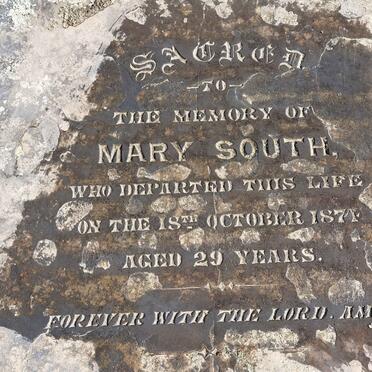 SACRED
TO
THE MEMORY OF
MARY SOUTH,
WHO DEPARTED THIS LIFE
ON THE 18TH OCTOBER
AGED 29 YEARS.
FOREVER WITH THE LORD. AM